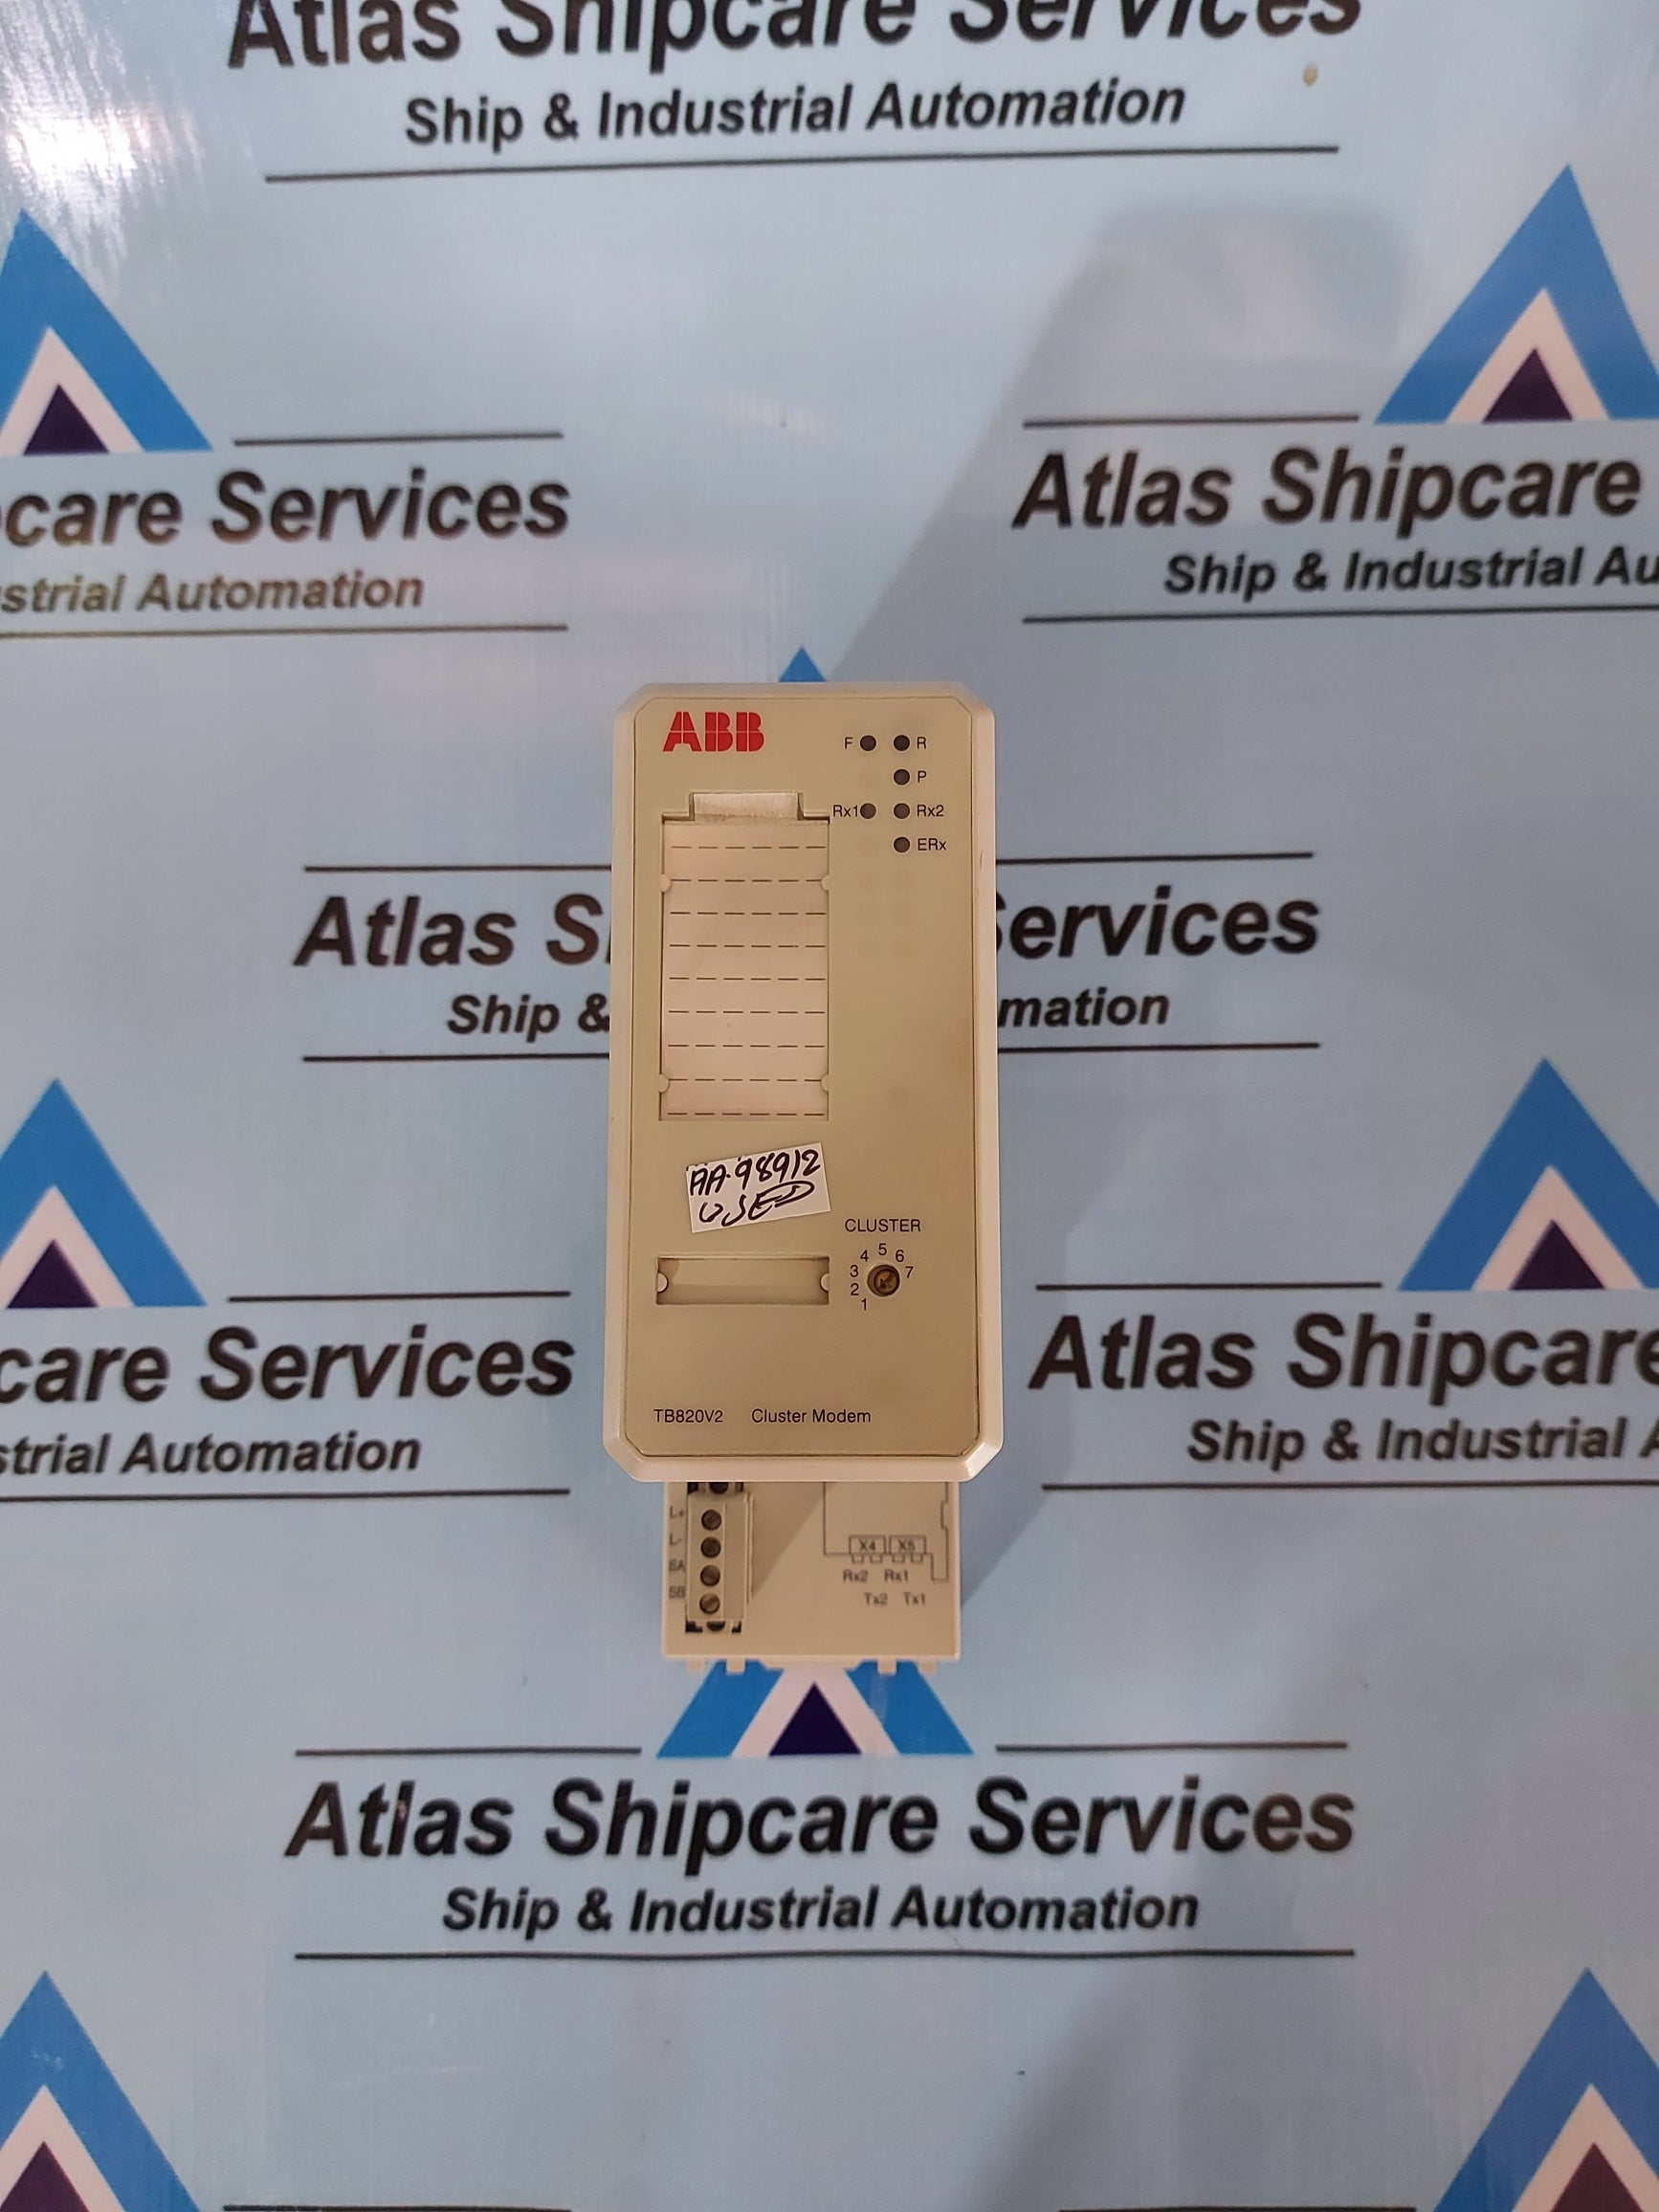 Atlas Shipcare Services
Ship & Industrial Automation
care Services
strial Automation
Atlas Shipcare
Ship & Industrial Au
Atlas S
ervices
Ship &
mation
ABB
F R
P
Rx1 Rx2
ERx
AA-98912
USED
CLUSTER
1 2 3 4 5 6 7
TB820V2 Cluster Modem
L+
L-
SA
SB
X4 X5
Rx2 Rx1
Tx2 Tx1
care Services
strial Automation
Atlas Shipcare
Ship & Industrial A
Atlas Shipcare Services
Ship & Industrial Automation